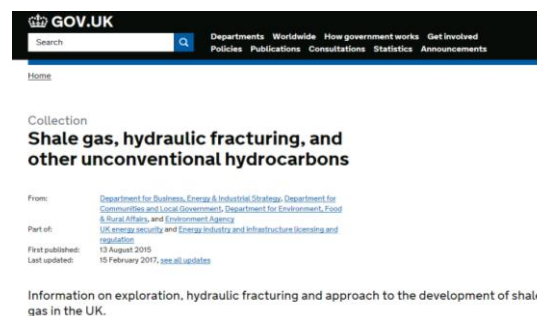 GOV.UK
Search
Departments Worldwide How government works Get involved
Policies Publications Consultations Statistics Announcements
Home
Collection
Shale gas, hydraulic fracturing, and
other unconventional hydrocarbons
From: Department for Business, Energy & Industrial Strategy, Department for
Communities and Local Government, Department for Environment, Food
& Rural Affairs, and Environment Agency
Part of: UK energy security and Energy industry and infrastructure licensing and
regulation
First published: 13 August 2015
Last updated: 15 February 2017, see all updates
Information on exploration, hydraulic fracturing and approach to the development of shale
gas in the UK.